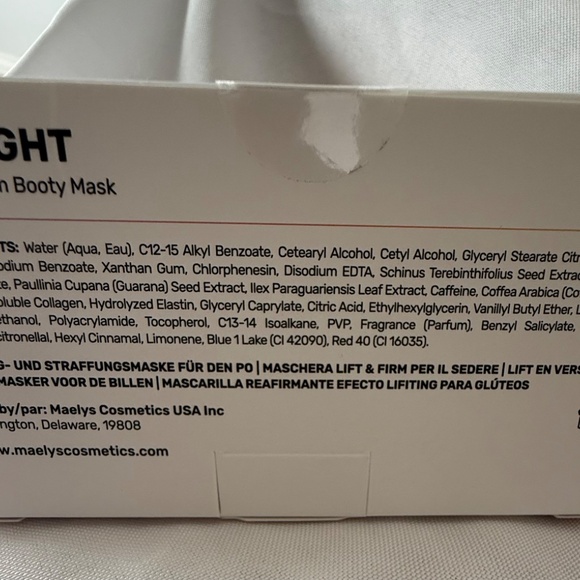 GHT
n Booty Mask
TS: Water (Aqua, Eau), C12-15 Alkyl Benzoate, Cetearyl Alcohol, Cetyl Alcohol, Glyceryl Stearate Citr
odium Benzoate, Xanthan Gum, Chlorphenesin, Disodium EDTA, Schinus Terebinthifolius Seed Extrac
e, Paullinia Cupana (Guarana) Seed Extract, Ilex Paraguariensis Leaf Extract, Caffeine, Coffea Arabica (Co
oluble Collagen, Hydrolyzed Elastin, Glyceryl Caprylate, Citric Acid, Ethylhexylglycerin, Vanillyl Butyl Ether, L
ethanol, Polyacrylamide, Tocopherol, C13-14 Isoalkane, PVP, Fragrance (Parfum), Benzyl Salicylate,
citronellal, Hexyl Cinnamal, Limonene, Blue 1 Lake (CI 42090), Red 40 (CI 16035).
G- UND STRAFFUNGSMASKE FÜR DEN PO | MASCHERA LIFT & FIRM PER IL SEDERE | LIFT EN VERS
MASKER VOOR DE BILLEN | MASCARILLA REAFIRMANTE EFECTO LIFITING PARA GLÚTEOS
by/par: Maelys Cosmetics USA Inc
ngton, Delaware, 19808
w.maelyscosmetics.com